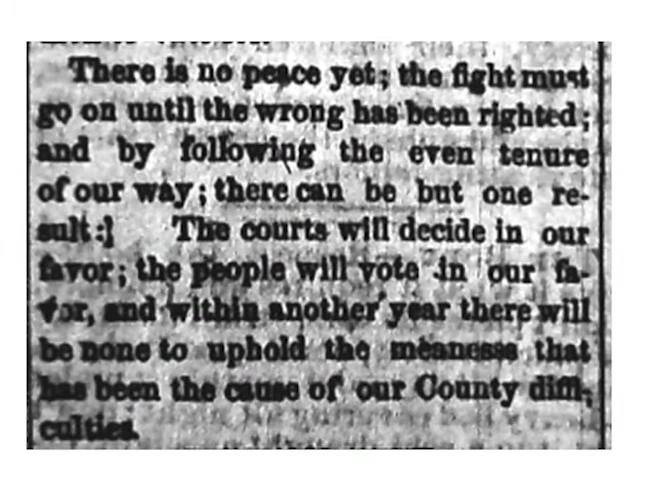 There is no peace yet; the fight must
go on until the wrong has been righted;
and by following the even tenure
of our way; there can be but one re-
sult:] The courts will decide in our
favor; the people will vote in our fa-
vor, and within another year there will
be none to uphold the meanesss that
has been the cause of our County diffi-
culties.